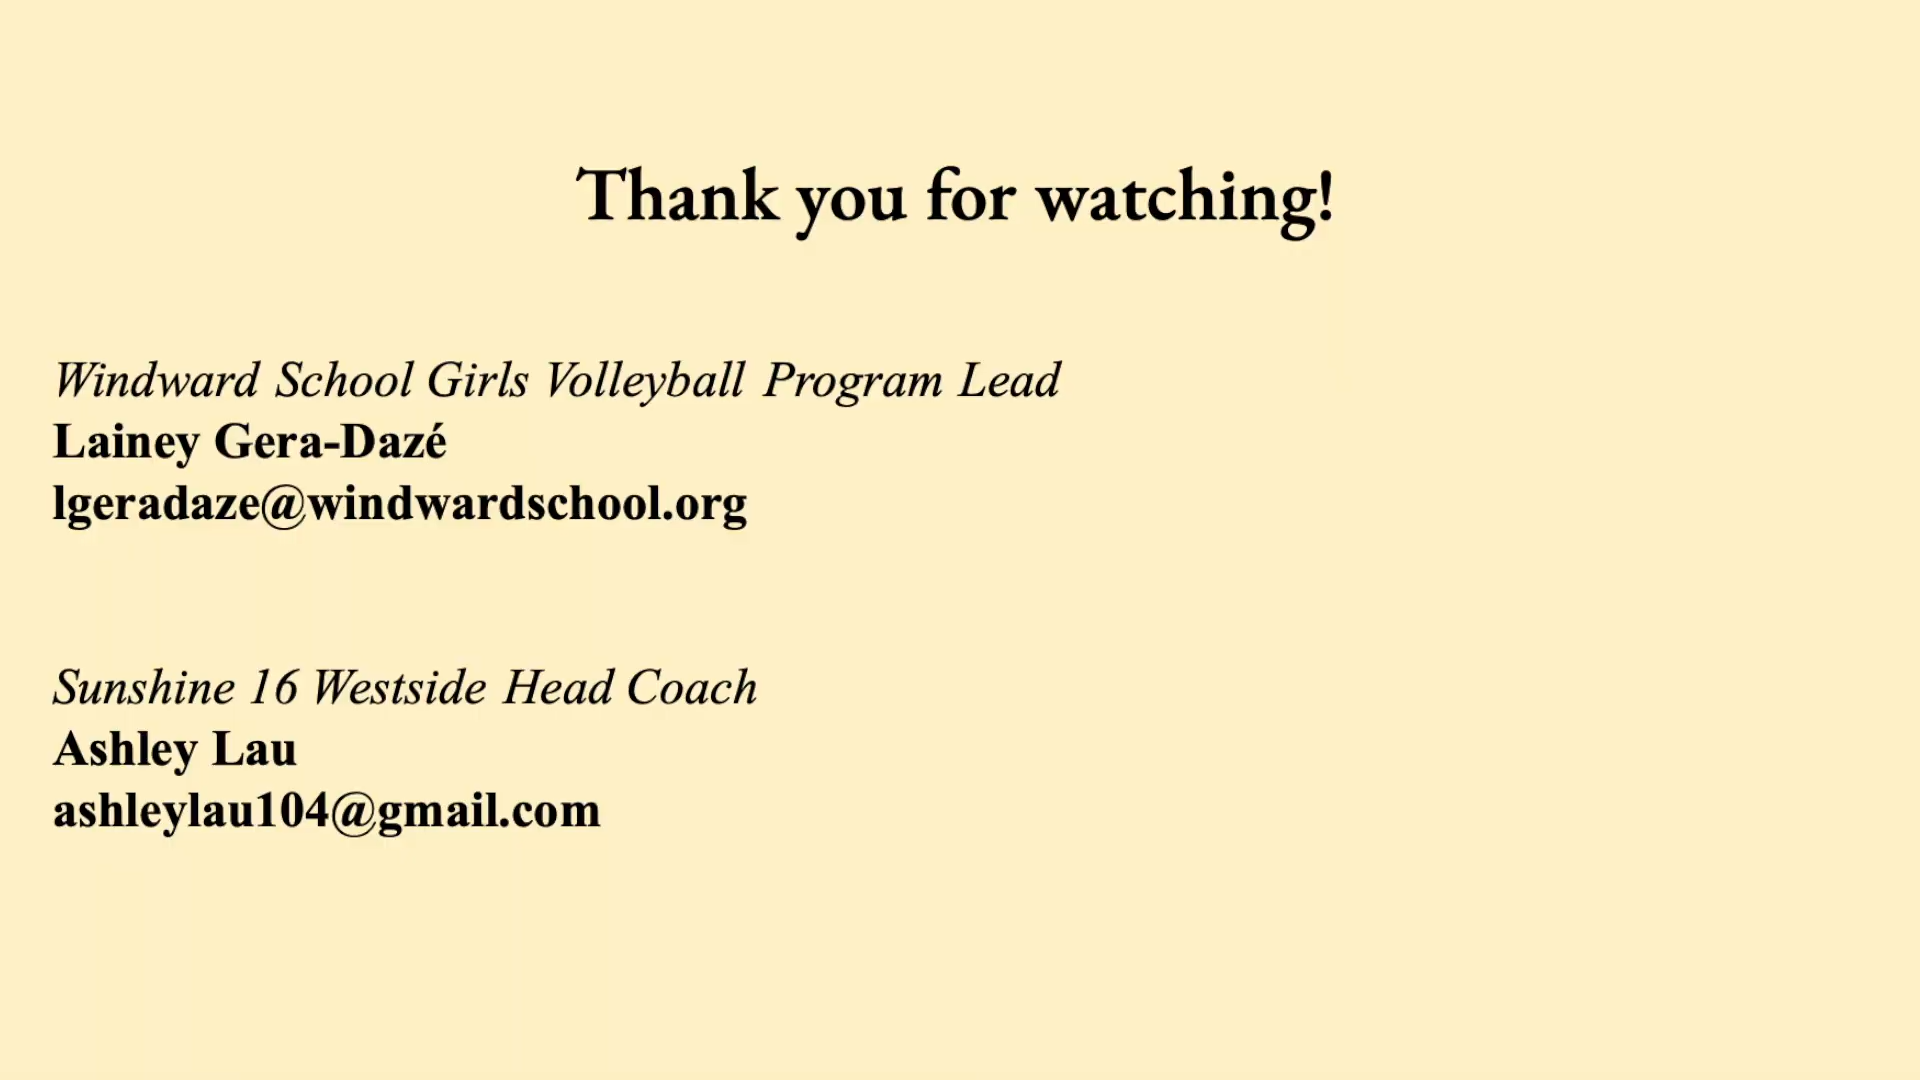 Thank you for watching!
Windward School Girls Volleyball Program Lead
Lainey Gera-Dazé
lgeradaze@windwardschool.org
Sunshine 16 Westside Head Coach
Ashley Lau
ashleylau104@gmail.com